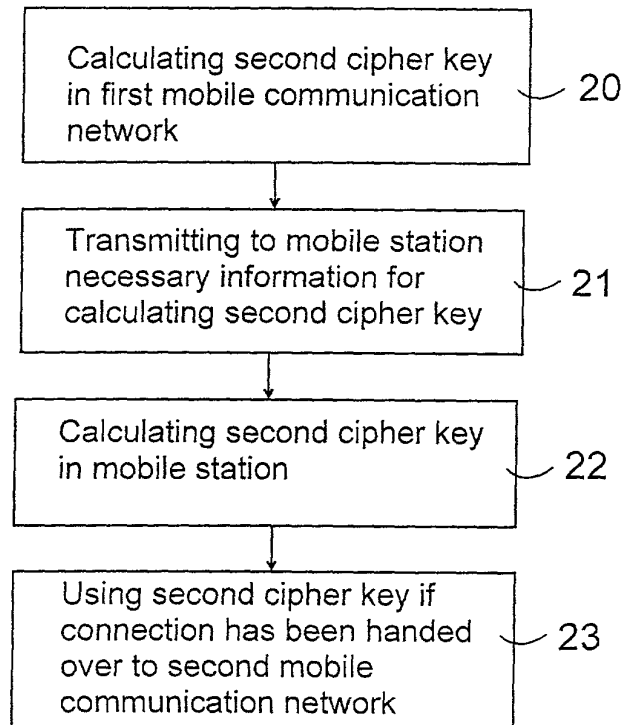 Calculating second cipher key
in first mobile communication
network
20
Transmitting to mobile station
necessary information for
calculating second cipher key
21
Calculating second cipher key
in mobile station
22
Using second cipher key if
connection has been handed
over to second mobile
communication network
23